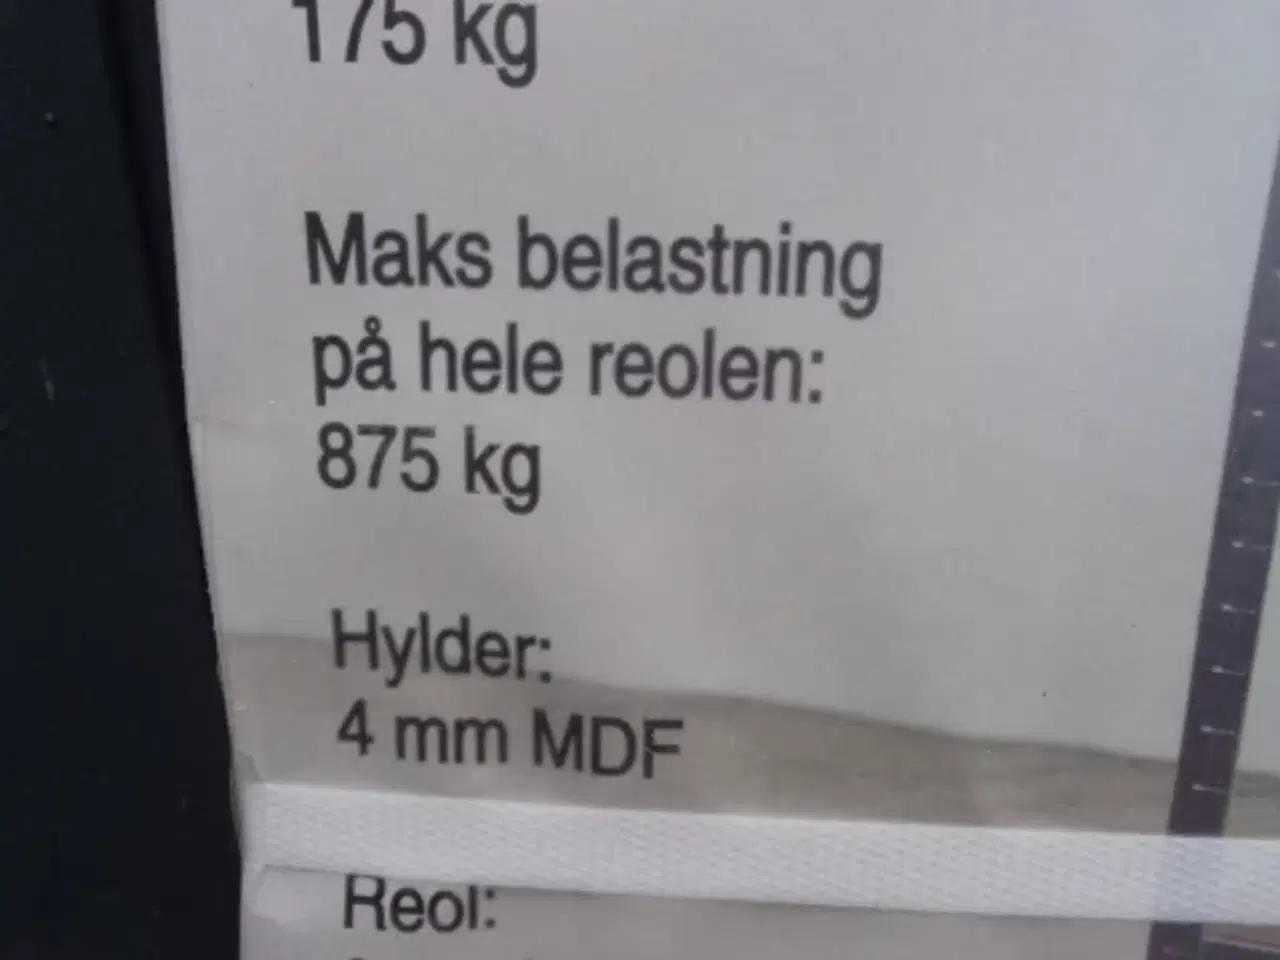 175 kg
Maks belastning
på hele reolen:
875 kg
Hylder:
4 mm MDF
Reol: